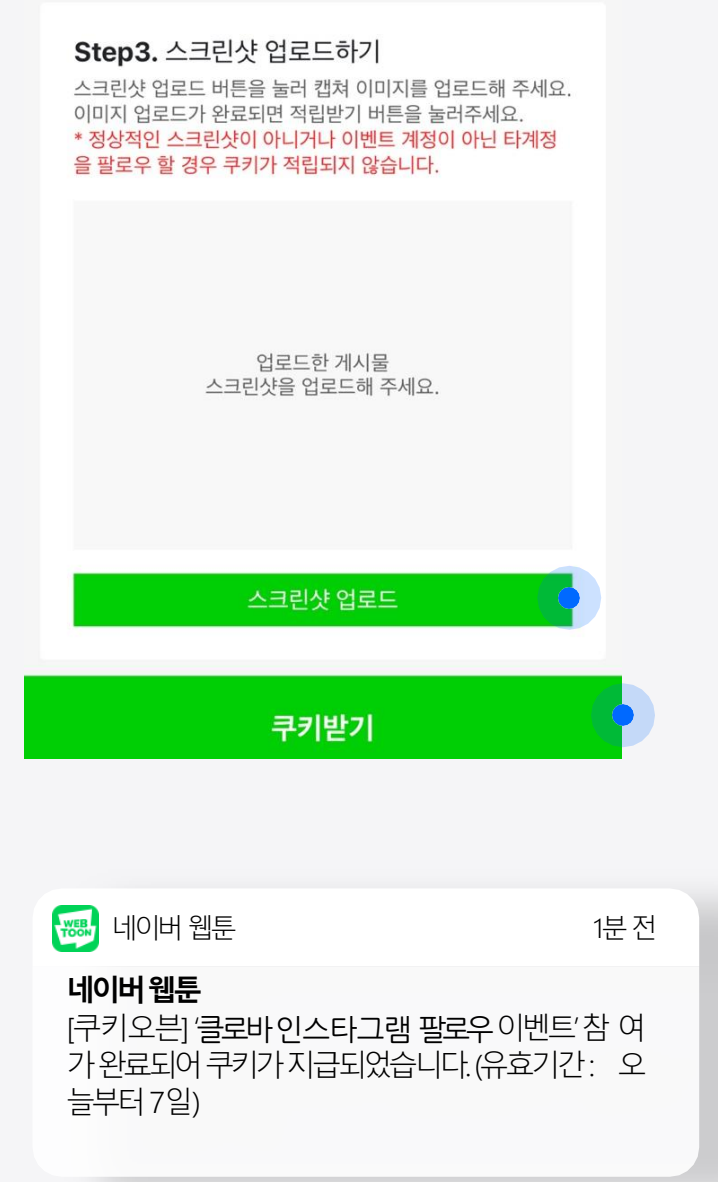 Step3. 스크린샷 업로드하기
스크린샷 업로드 버튼을 눌러 캡쳐 이미지를 업로드해 주세요.
이미지 업로드가 완료되면 적립받기 버튼을 눌러주세요.
* 정상적인 스크린샷이 아니거나 이벤트 계정이 아닌 타계정
을 팔로우 할 경우 쿠키가 적립되지 않습니다.
업로드한 게시물
스크린샷을 업로드해 주세요.
스크린샷 업로드
쿠키받기
WEB
TOON
네이버 웹툰
1분 전
네이버 웹툰
[쿠키오븐] ‘클로바 인스타그램 팔로우 이벤트’ 참 여
가 완료되어 쿠키가 지급되었습니다. (유효기간 : 오
늘부터 7일)